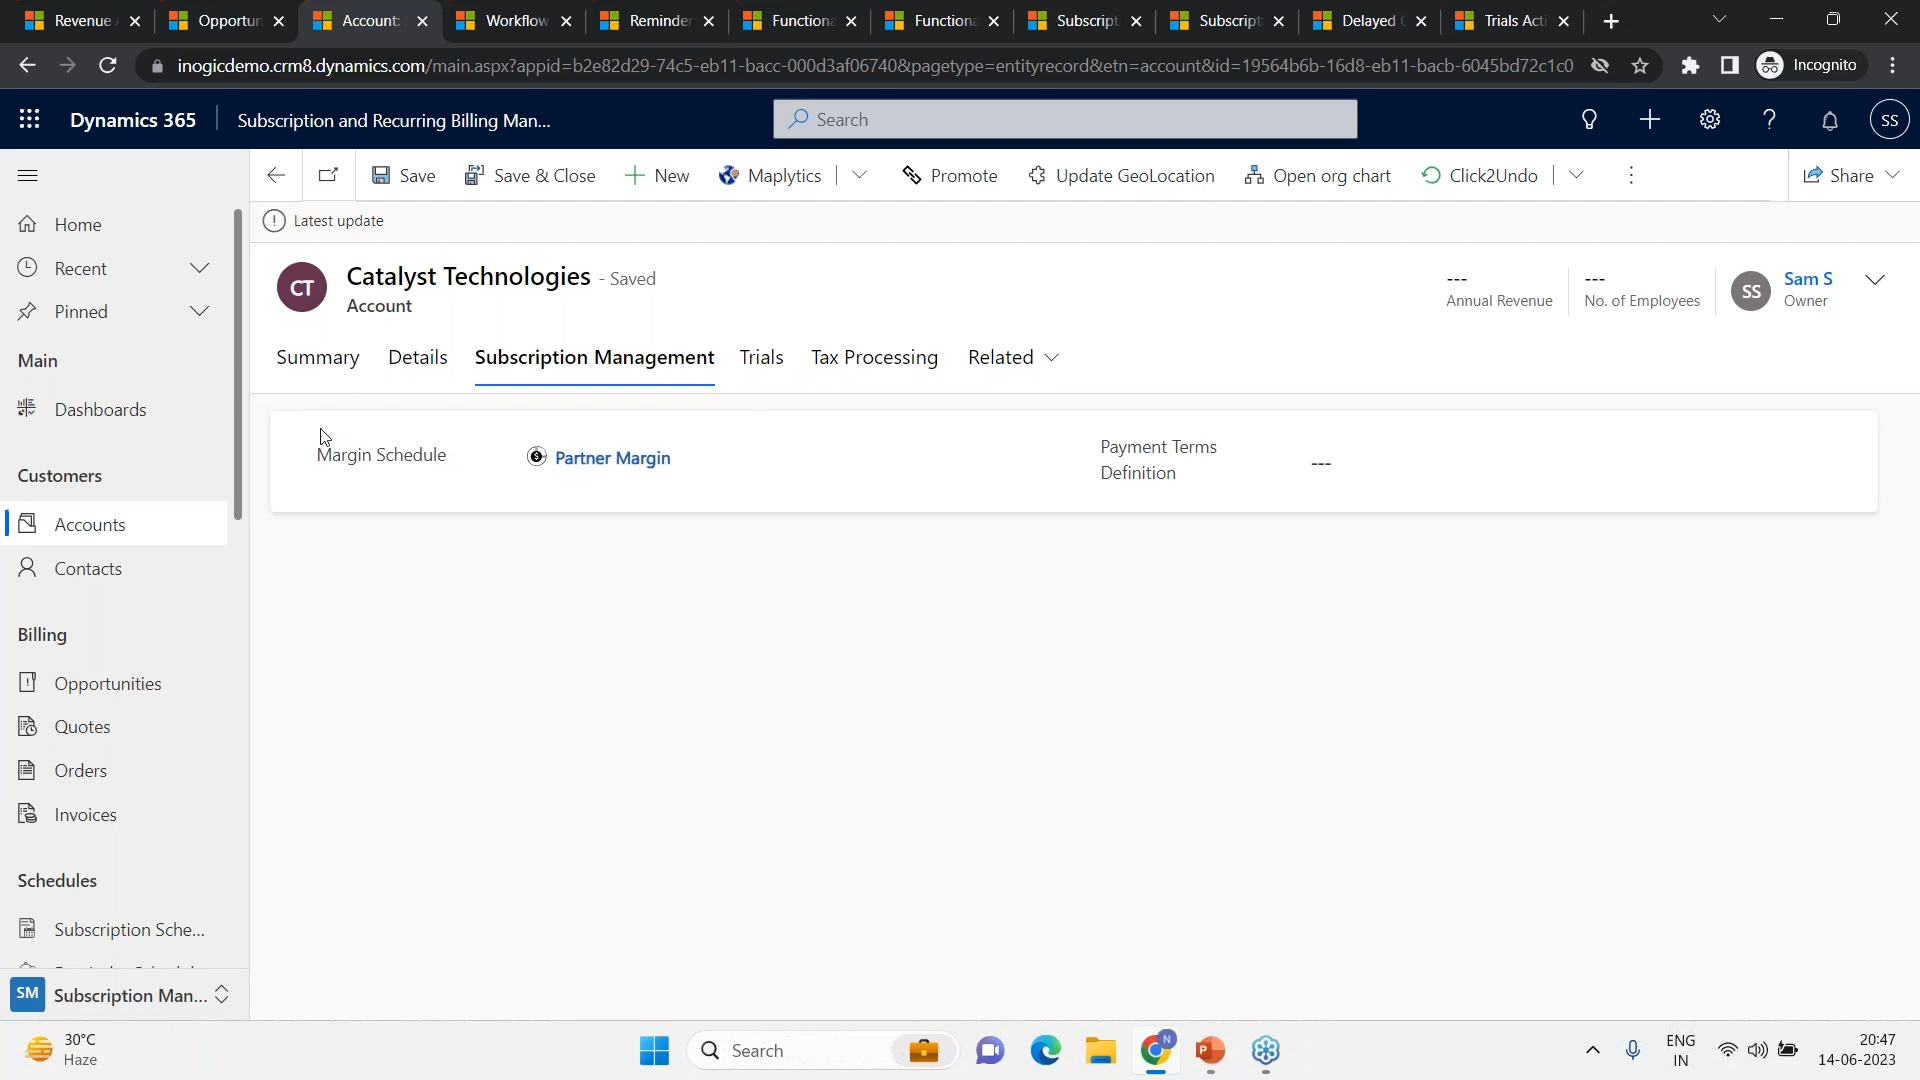 Revenue
Opportun
Account:
Workflow
Reminder
Functiona
Functiona
Subscript
Subscript
Delayed
Trials Acti
inogicdemo.crm8.dynamics.com/main.aspx?appid=b2e82d29-74c5-eb11-bacc-000d3af06740&pagetype=entityrecord&etn=account&id=19564b6b-16d8-eb11-bacb-6045bd72c1c0
Incognito
Dynamics 365
Subscription and Recurring Billing Man...
Search
SS
Save
Save & Close
New
Maplytics
Promote
Update GeoLocation
Open org chart
Click2Undo
Share
Latest update
Home
Recent
Pinned
Main
Dashboards
Customers
Accounts
Contacts
Billing
Opportunities
Quotes
Orders
Invoices
Schedules
Subscription Sche...
SM Subscription Man...
CT
Catalyst Technologies - Saved
Account
---
Annual Revenue
---
No. of Employees
SS
Sam S
Owner
Summary
Details
Subscription Management
Trials
Tax Processing
Related
Margin Schedule
Partner Margin
Payment Terms
Definition
---
30°C
Haze
Search
N
P
ENG
IN
20:47
14-06-2023